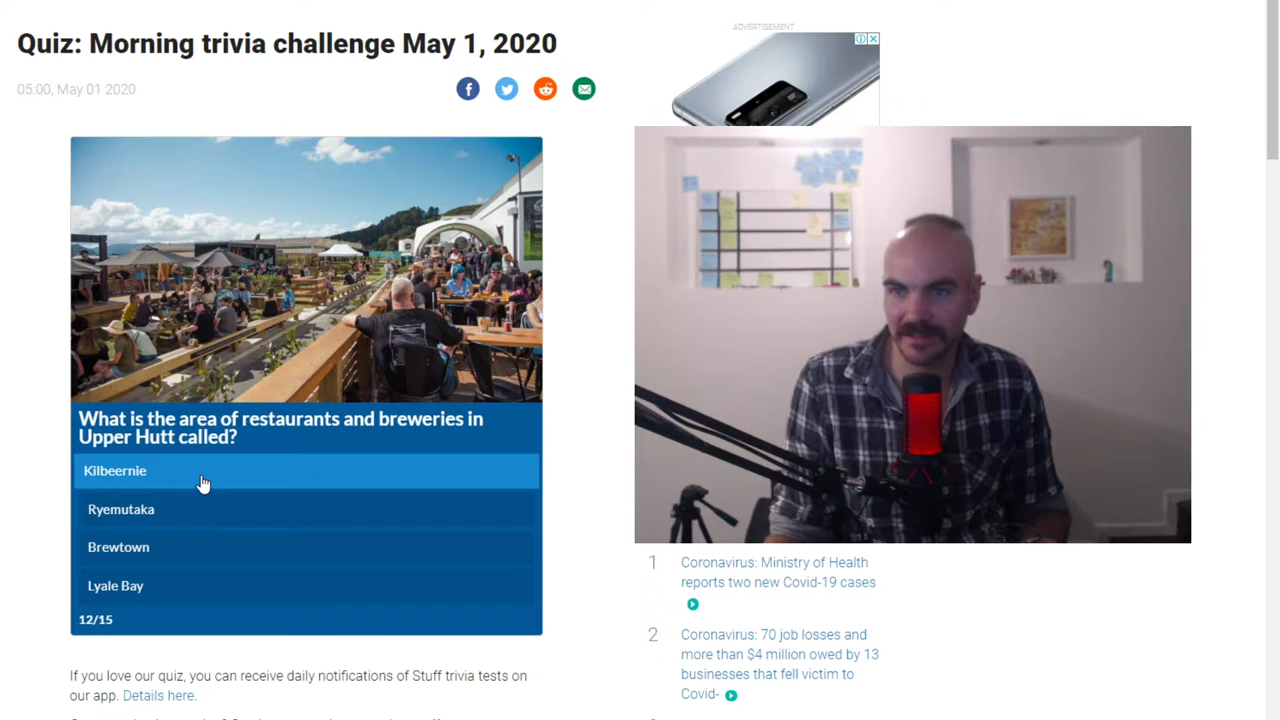 Quiz: Morning trivia challenge May 1, 2020
05:00, May 01 2020
ADVERTISEMENT
What is the area of restaurants and breweries in
Upper Hutt called?
Kilbeernie
Ryemutaka
Brewtown
Lyale Bay
12/15
If you love our quiz, you can receive daily notifications of Stuff trivia tests on
our app. Details here.
1
Coronavirus: Ministry of Health
reports two new Covid-19 cases
2
Coronavirus: 70 job losses and
more than $4 million owed by 13
businesses that fell victim to
Covid-